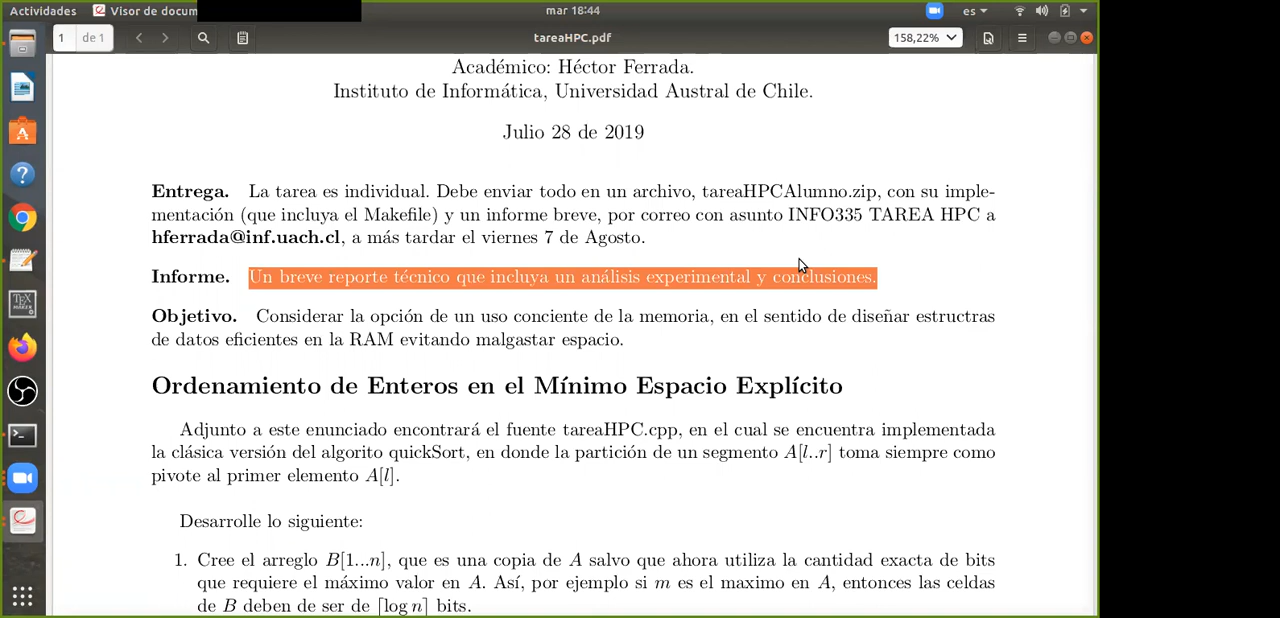 Actividades Visor de docum mar 18:44 es
1 de 1 tareaHPC.pdf 158,22%
Académico: Héctor Ferrada.
Instituto de Informática, Universidad Austral de Chile.
Julio 28 de 2019
Entrega. La tarea es individual. Debe enviar todo en un archivo, tareaHPCAlumno.zip, con su imple-
mentación (que incluya el Makefile) y un informe breve, por correo con asunto INFO335 TAREA HPC a
hferrada@inf.uach.cl, a más tardar el viernes 7 de Agosto.
Informe. Un breve reporte técnico que incluya un análisis experimental y conclusiones.
Objetivo. Considerar la opción de un uso conciente de la memoria, en el sentido de diseñar estructras
de datos eficientes en la RAM evitando malgastar espacio.
Ordenamiento de Enteros en el Mínimo Espacio Explícito
Adjunto a este enunciado encontrará el fuente tareaHPC.cpp, en el cual se encuentra implementada
la clásica versión del algorito quickSort, en donde la partición de un segmento A[l..r] toma siempre como
pivote al primer elemento A[l].
Desarrolle lo siguiente:
1. Cree el arreglo B[1...n], que es una copia de A salvo que ahora utiliza la cantidad exacta de bits
que requiere el máximo valor en A. Así, por ejemplo si m es el maximo en A, entonces las celdas
de B deben de ser de ⌈log n⌉ bits.